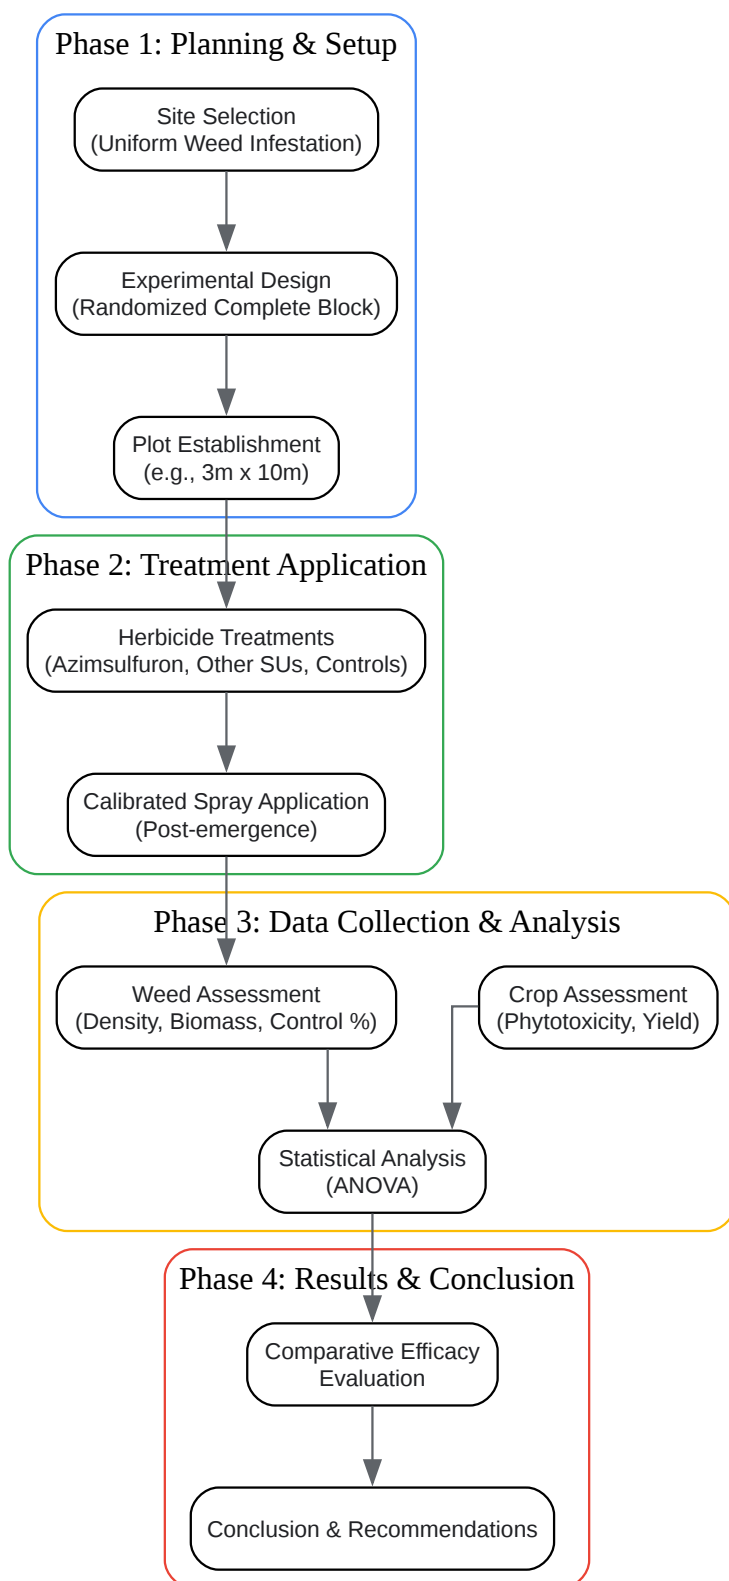 Phase 1: Planning & Setup
Site Selection
(Uniform Weed Infestation)
Experimental Design
(Randomized Complete Block)
Plot Establishment
(e.g., 3m x 10m)
Phase 2: Treatment Application
Herbicide Treatments
(Azimsulfuron, Other SUs, Controls)
Calibrated Spray Application
(Post-emergence)
Phase 3: Data Collection & Analysis
Weed Assessment
(Density, Biomass, Control %)
Crop Assessment
(Phytotoxicity, Yield)
Statistical Analysis
(ANOVA)
Phase 4: Results & Conclusion
Comparative Efficacy
Evaluation
Conclusion & Recommendations